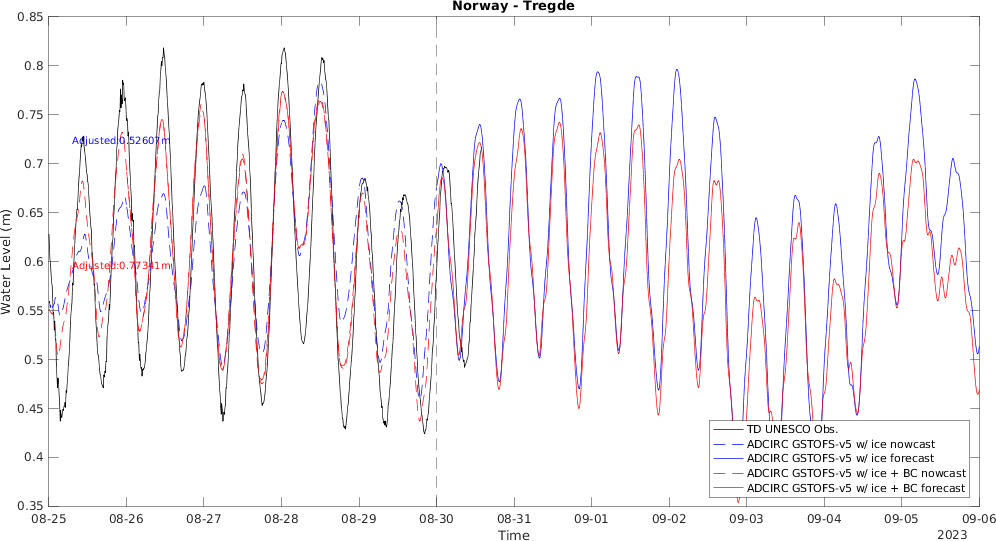 Norway - Tregde
0.85
0.8
0.75
0.7
0.65
0.6
0.55
0.5
0.45
0.4
0.35
Water Level (m)
Adjusted:0.52607m
Adjusted:0.77341m
TD UNESCO Obs.
ADCIRC GSTOFS-v5 w/ ice nowcast
ADCIRC GSTOFS-v5 w/ ice forecast
ADCIRC GSTOFS-v5 w/ ice + BC nowcast
ADCIRC GSTOFS-v5 w/ ice + BC forecast
08-25 08-26 08-27 08-28 08-29 08-30 08-31 09-01 09-02 09-03 09-04 09-05 09-06
Time
2023